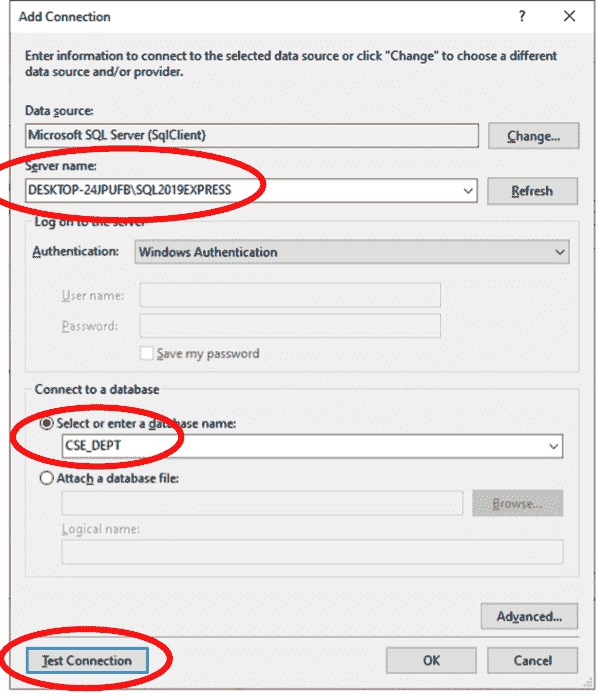 Add Connection
?
Enter information to connect to the selected data source or click "Change" to choose a different
data source and/or provider.
Data source:
Microsoft SQL Server (SqlClient)
Change...
Server name:
DESKTOP-24JPUFB\SQL2019EXPRESS
Refresh
Log on to the server
Authentication:
Windows Authentication
User name:
Password:
Save my password
Connect to a database
Select or enter a database name:
CSE_DEPT
Attach a database file:
Browse...
Logical name:
Advanced...
Test Connection
OK
Cancel